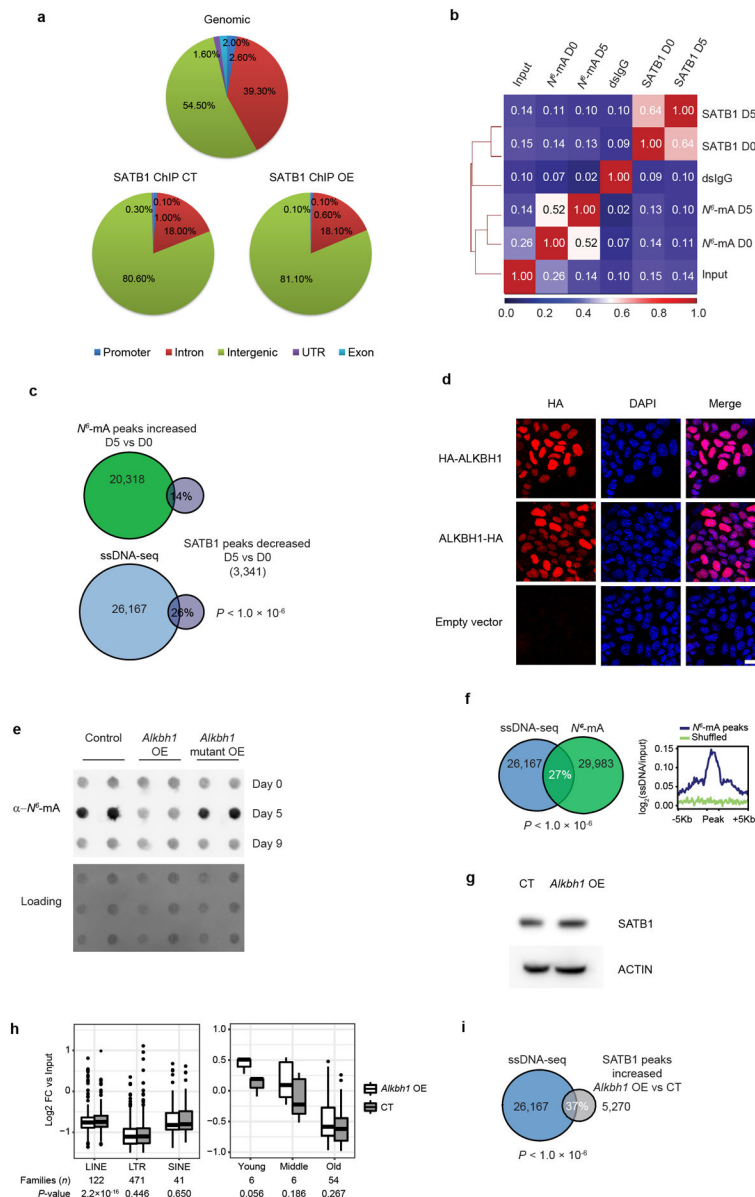 a
Genomic
1.60% 2.00%
2.60%
39.30%
54.50%
SATB1 ChIP CT SATB1 ChIP OE
0.30% 0.10%
1.00%
18.00%
80.60%
0.10% 0.10%
0.60%
18.10%
81.10%
Promoter Intron Intergenic UTR Exon
b
Input N⁶-mA D0 N⁶-mA D5 dsIgG SATB1 D0 SATB1 D5
0.14 0.11 0.10 0.10 0.64 1.00 SATB1 D5
0.15 0.14 0.13 0.09 1.00 0.64 SATB1 D0
0.10 0.07 0.02 1.00 0.09 0.10 dsIgG
0.14 0.52 1.00 0.02 0.13 0.10 N⁶-mA D5
0.26 1.00 0.52 0.07 0.14 0.11 N⁶-mA D0
1.00 0.26 0.14 0.10 0.15 0.14 Input
0.0 0.2 0.4 0.6 0.8 1.0
c
N⁶-mA peaks increased
D5 vs D0
20,318
14%
SATB1 peaks decreased
D5 vs D0
(3,341)
ssDNA-seq
26,167 26%
P < 1.0 × 10⁻⁶
d
HA DAPI Merge
HA-ALKBH1
ALKBH1-HA
Empty vector
e
Control Alkbh1 OE Alkbh1 mutant OE
α–N⁶-mA
Day 0
Day 5
Day 9
Loading
f
ssDNA-seq N⁶-mA
26,167 27% 29,983
P < 1.0 × 10⁻⁶
N⁶-mA peaks
Shuffled
log₂(ssDNA/input)
0.15
0.10
0.05
0.00
-5Kb Peak +5Kb
g
CT Alkbh1 OE
SATB1
ACTIN
h
Log2 FC vs Input
1
0
−1
1.0
0.5
0.0
−0.5
−1.0
Alkbh1 OE
CT
LINE LTR SINE Young Middle Old
Families (n) 122 471 41 6 6 54
P-value 2.2×10⁻¹⁶ 0.446 0.650 0.056 0.186 0.267
i
ssDNA-seq
SATB1 peaks
increased
Alkbh1 OE vs CT
26,167 37% 5,270
P < 1.0 × 10⁻⁶